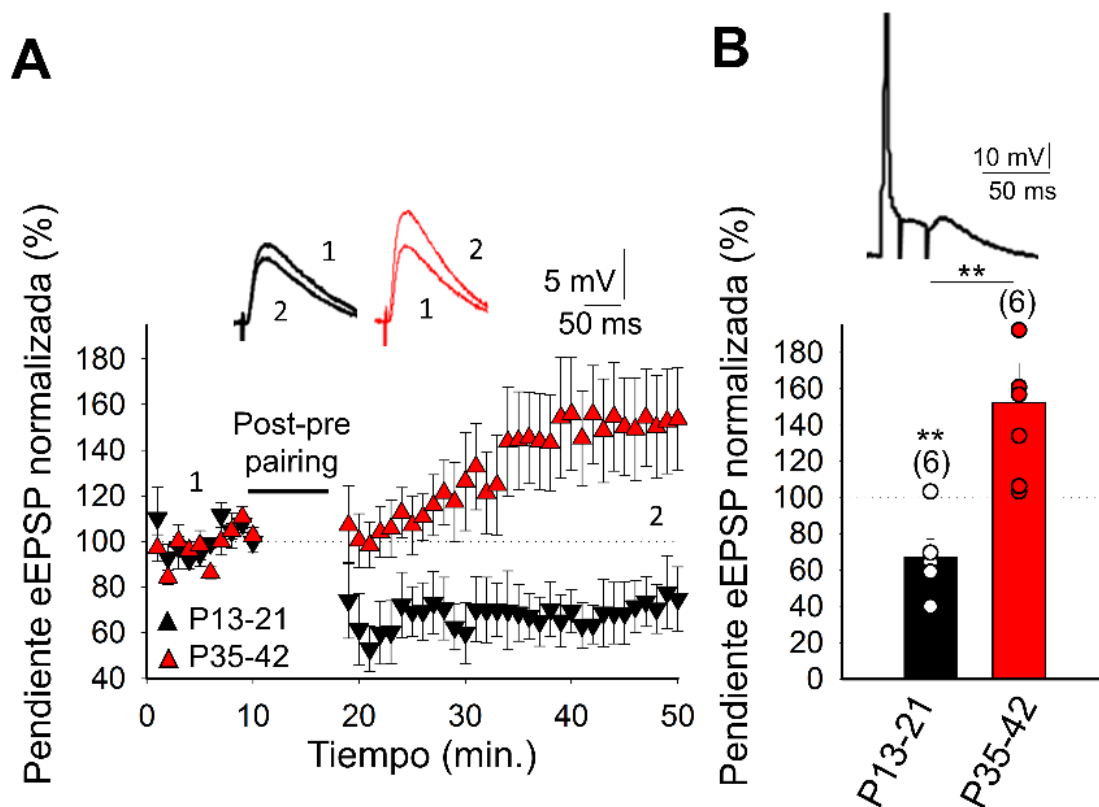 A
Pendiente eEPSP normalizada (%)
180
160
140
120
100
80
60
40
1
2
2
1
5 mV
50 ms
Post-pre
pairing
1
2
P13-21
P35-42
0
10
20
30
40
50
Tiempo (min.)
B
10 mV
50 ms
Pendiente eEPSP normalizada (%)
**
(6)
**
(6)
180
160
140
120
100
80
60
40
20
0
P13-21
P35-42